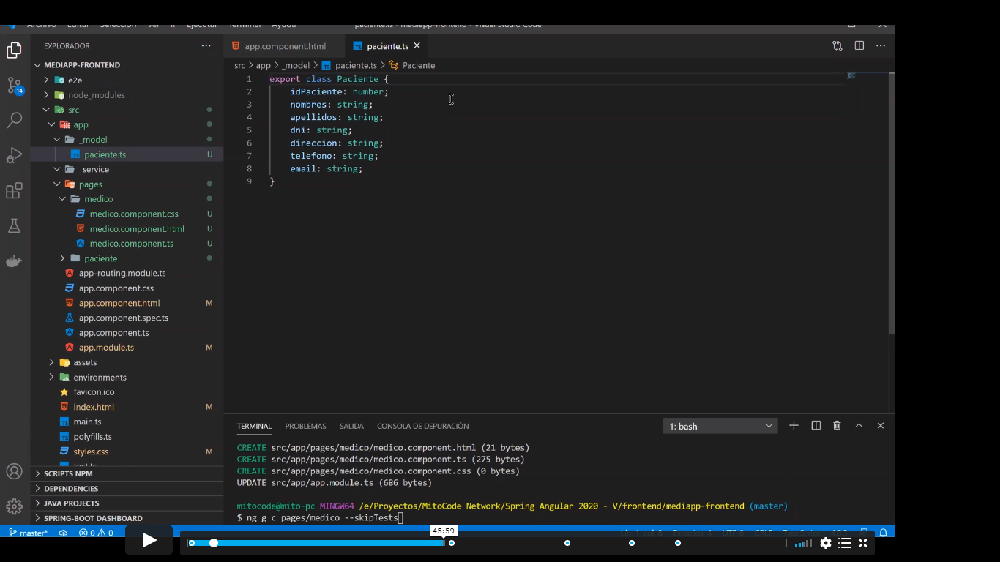 Archivo Editar Selección Ver Ir Ejecutar Terminal Ayuda paciente.ts - mediapp-frontend - Visual Studio Code
EXPLORADOR
MEDIAPP-FRONTEND
e2e
node_modules
src
app
_model
paciente.ts U
_service
pages
medico
medico.component.css U
medico.component.html U
medico.component.ts U
paciente
app-routing.module.ts
app.component.css
app.component.html M
app.component.spec.ts
app.component.ts
app.module.ts M
assets
environments
favicon.ico
index.html M
main.ts
polyfills.ts
styles.css M
test.ts
SCRIPTS NPM
DEPENDENCIES
JAVA PROJECTS
SPRING-BOOT DASHBOARD
14
app.component.html paciente.ts
src > app > _model > paciente.ts > Paciente
1 export class Paciente {
2 idPaciente: number;
3 nombres: string;
4 apellidos: string;
5 dni: string;
6 direccion: string;
7 telefono: string;
8 email: string;
9 }
TERMINAL PROBLEMAS SALIDA CONSOLA DE DEPURACIÓN 1: bash
CREATE src/app/pages/medico/medico.component.html (21 bytes)
CREATE src/app/pages/medico/medico.component.ts (275 bytes)
CREATE src/app/pages/medico/medico.component.css (0 bytes)
UPDATE src/app/app.module.ts (686 bytes)
mitocode@mito-pc MINGW64 /e/Proyectos/MitoCode Network/Spring Angular 2020 - V/frontend/mediapp-frontend (master)
$ ng g c pages/medico --skipTests
master* 0 0 Espacios: 4 UTF-8 CRLF TypeScript
45:59